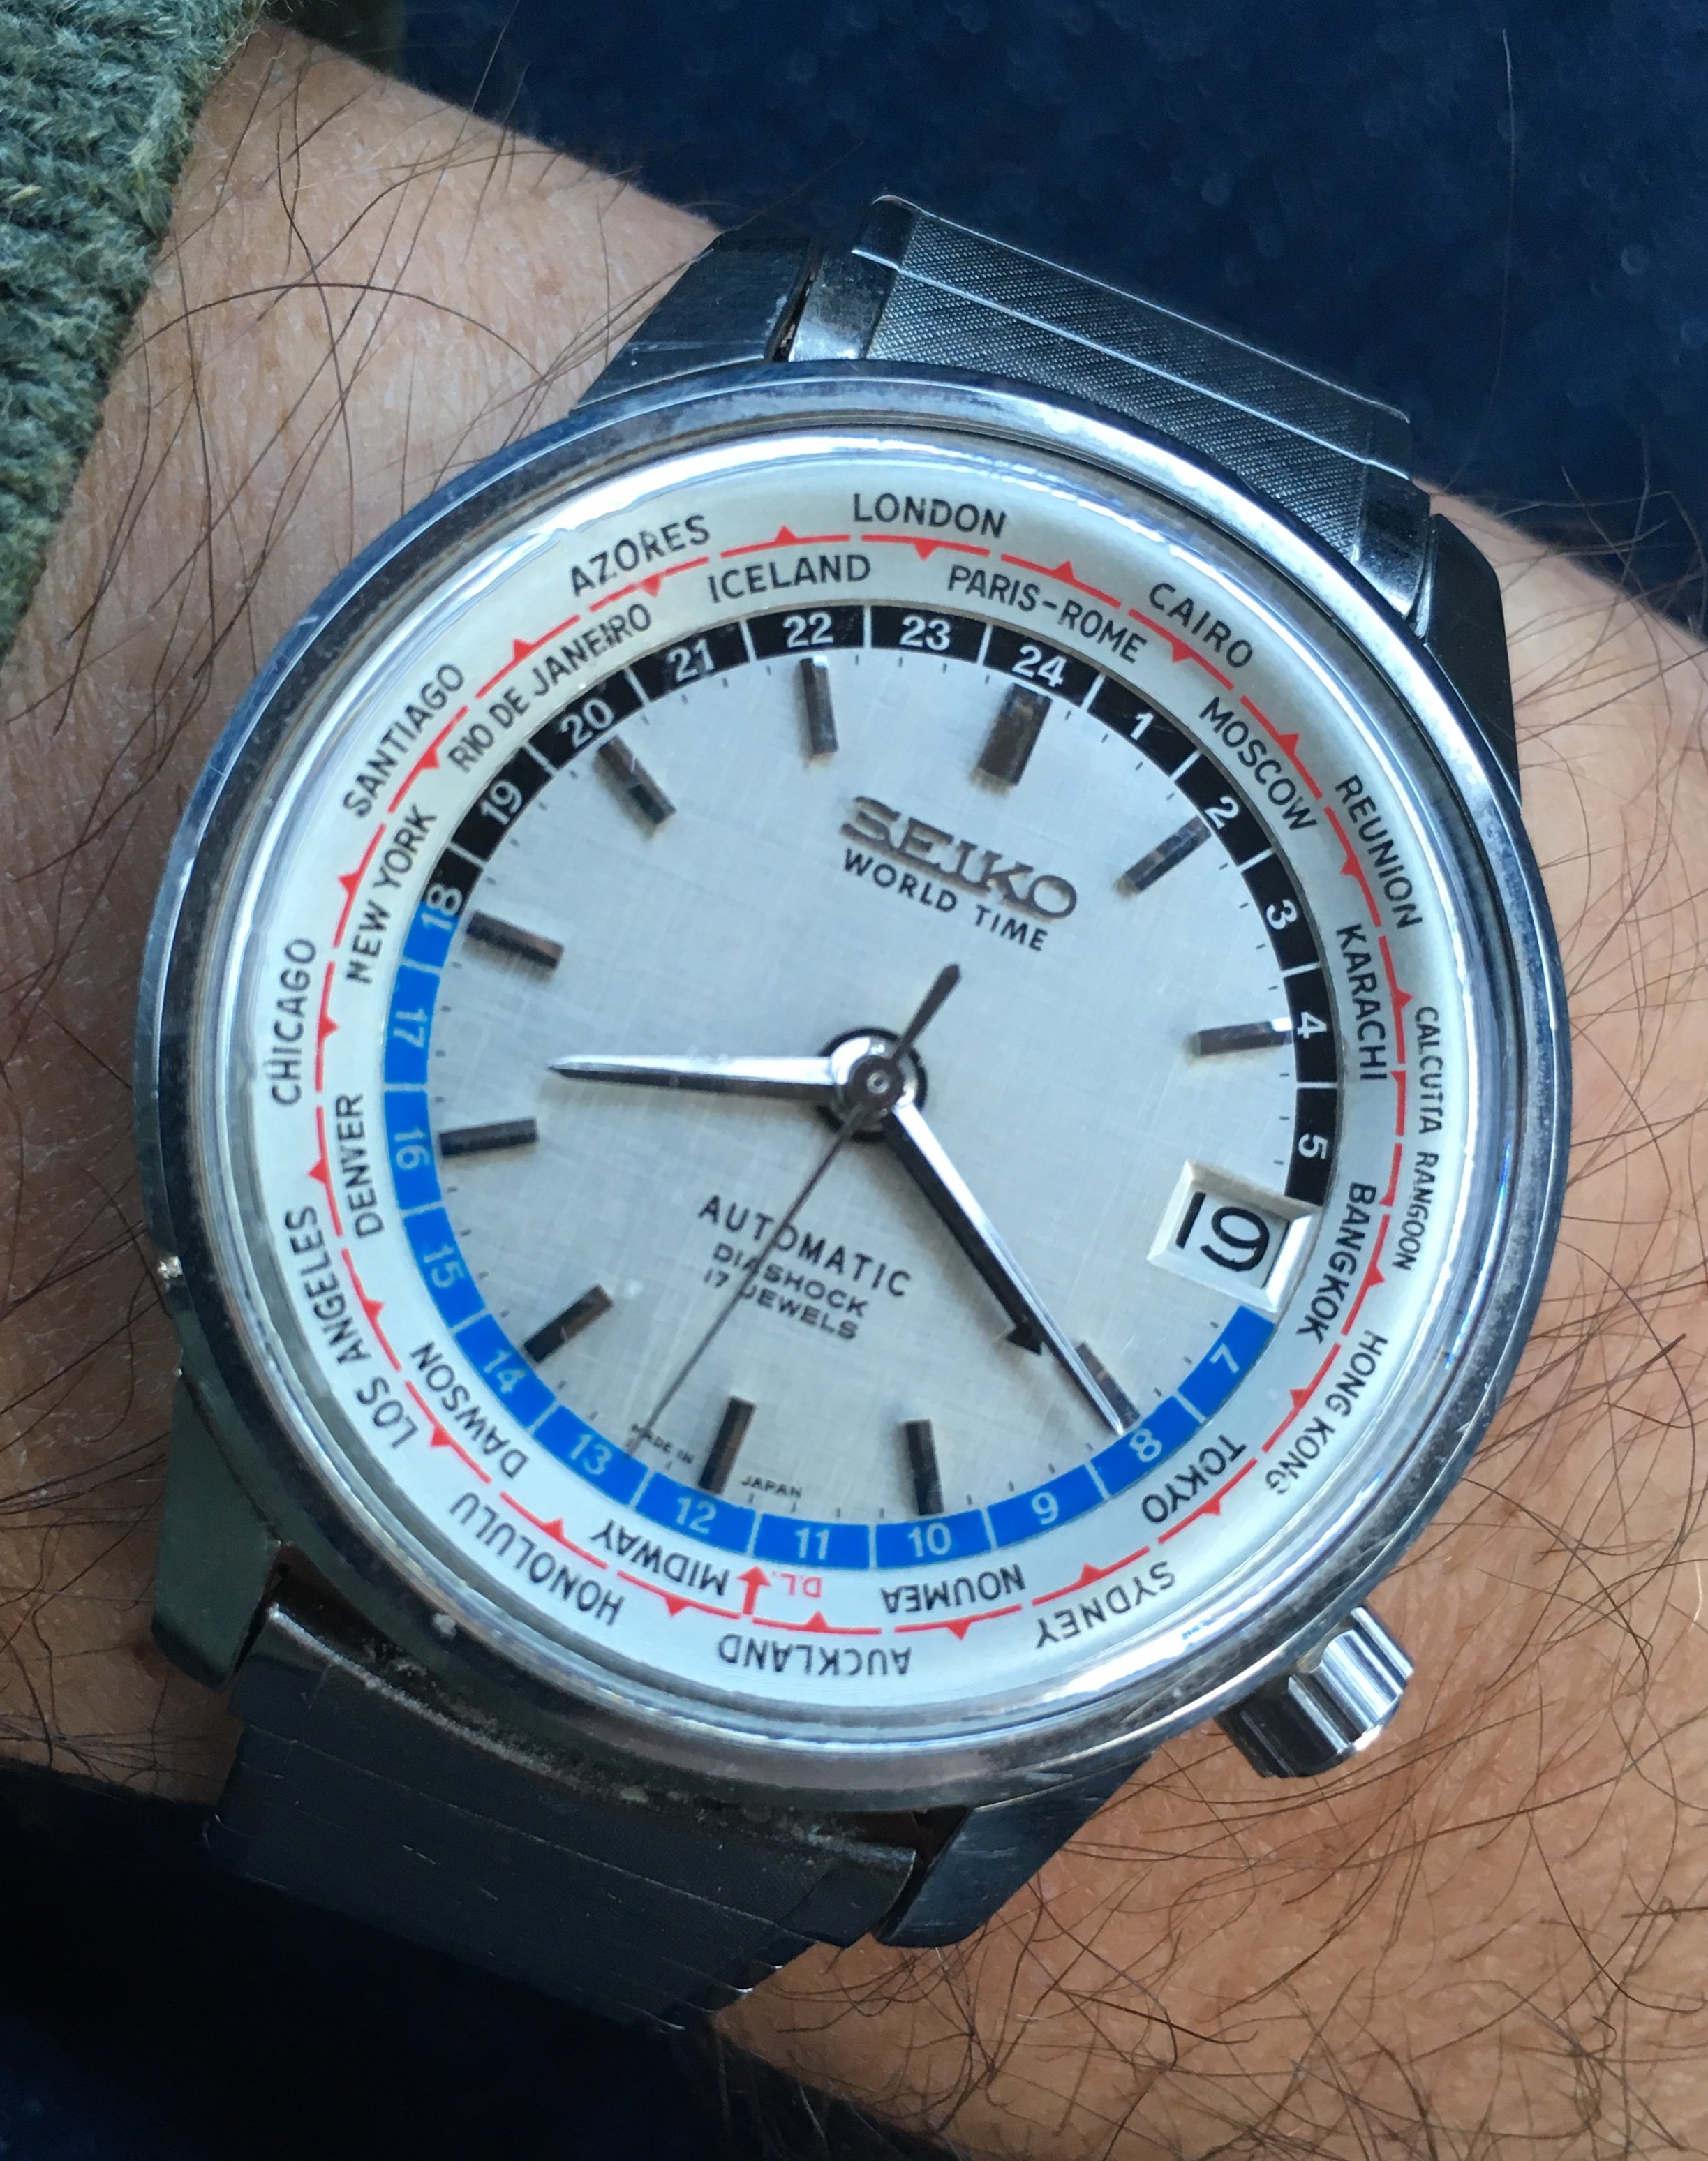 LONDON
CAIRO
REUNION
CALCUTTA
RANGOON
HONG KONG
SYDNEY
AUCKLAND
HONOLULU
LOS ANGELES
CHICAGO
SANTIAGO
AZORES
ICELAND
PARIS-ROME
MOSCOW
KARACHI
BANGKOK
TOKYO
NOUMEA
D.L.
MIDWAY
DAWSON
DENVER
NEW YORK
RIO DE JANEIRO
24
1
2
3
4
5
7
8
9
10
11
12
13
14
15
16
17
18
19
20
21
22
23
SEIKO
WORLD TIME
19
AUTOMATIC
DIASHOCK
17 JEWELS
MADE IN JAPAN